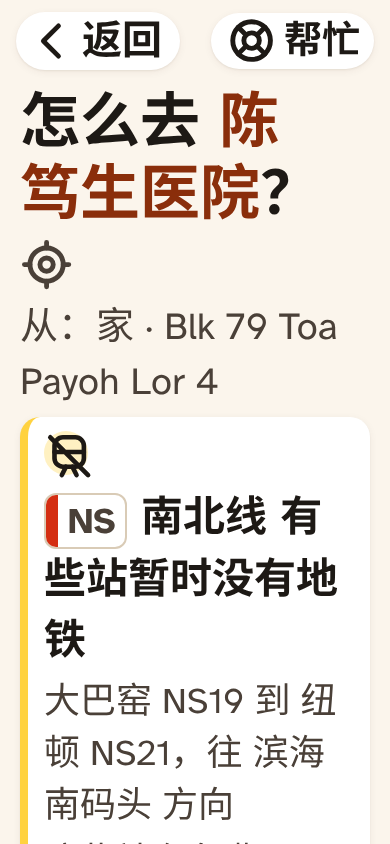 返回
帮忙
怎么去 陈
笃生医院?
从：家 · Blk 79 Toa
Payoh Lor 4
NS 南北线 有
些站暂时没有地
铁
大巴窑 NS19 到 纽
顿 NS21，往 滨海
南码头 方向